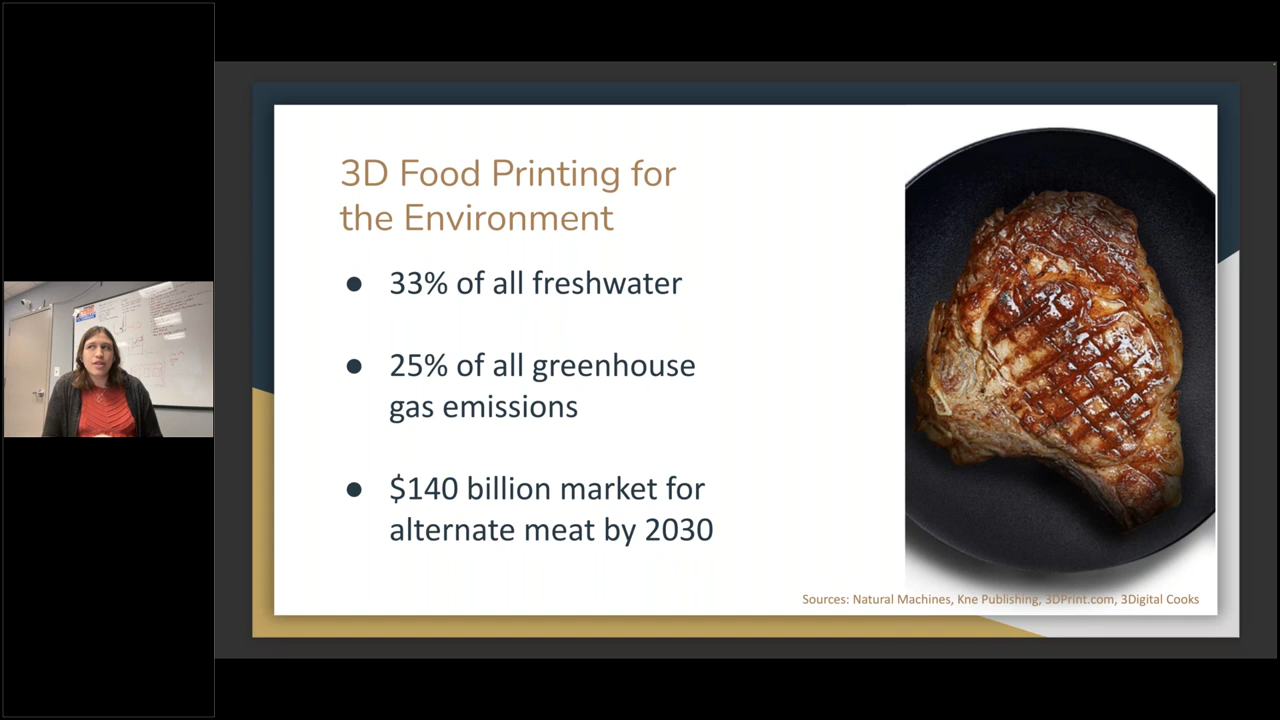 3D Food Printing for
the Environment
● 33% of all freshwater
● 25% of all greenhouse
gas emissions
● $140 billion market for
alternate meat by 2030
Sources: Natural Machines, Kne Publishing, 3DPrint.com, 3Digital Cooks